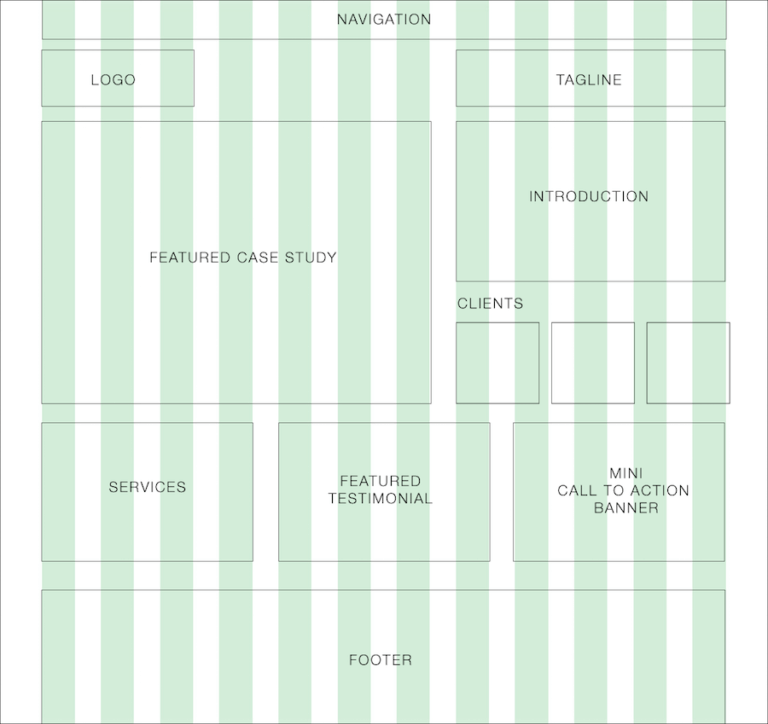 NAVIGATION
LOGO
TAGLINE
INTRODUCTION
FEATURED CASE STUDY
CLIENTS
SERVICES
FEATURED
TESTIMONIAL
MINI
CALL TO ACTION
BANNER
FOOTER